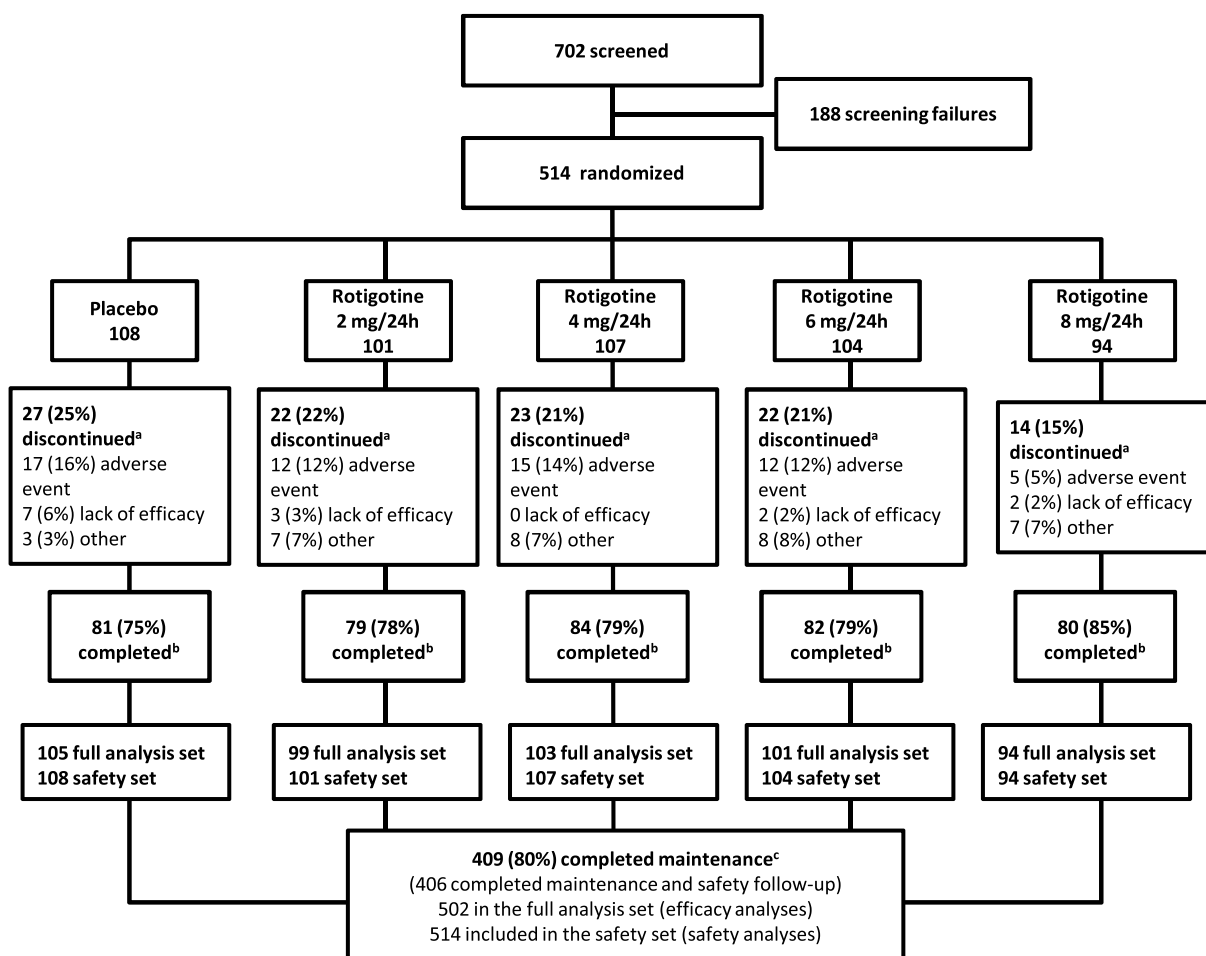 702 screened
188 screening failures
514 randomized
Placebo
108
Rotigotine
2 mg/24h
101
Rotigotine
4 mg/24h
107
Rotigotine
6 mg/24h
104
Rotigotine
8 mg/24h
94
27 (25%)
discontinuedᵃ
17 (16%) adverse
event
7 (6%) lack of efficacy
3 (3%) other
22 (22%)
discontinuedᵃ
12 (12%) adverse
event
3 (3%) lack of efficacy
7 (7%) other
23 (21%)
discontinuedᵃ
15 (14%) adverse
event
0 lack of efficacy
8 (7%) other
22 (21%)
discontinuedᵃ
12 (12%) adverse
event
2 (2%) lack of efficacy
8 (8%) other
14 (15%)
discontinuedᵃ
5 (5%) adverse event
2 (2%) lack of efficacy
7 (7%) other
81 (75%)
completedᵇ
79 (78%)
completedᵇ
84 (79%)
completedᵇ
82 (79%)
completedᵇ
80 (85%)
completedᵇ
105 full analysis set
108 safety set
99 full analysis set
101 safety set
103 full analysis set
107 safety set
101 full analysis set
104 safety set
94 full analysis set
94 safety set
409 (80%) completed maintenanceᶜ
(406 completed maintenance and safety follow-up)
502 in the full analysis set (efficacy analyses)
514 included in the safety set (safety analyses)